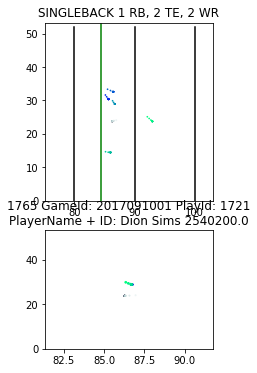 SINGLEBACK 1 RB, 2 TE, 2 WR
50
40
30
20
10
0
80 90 100
1765 GameId: 2017091001 PlayId: 1721
PlayerName + ID: Dion Sims 2540200.0
40
20
0
82.5 85.0 87.5 90.0